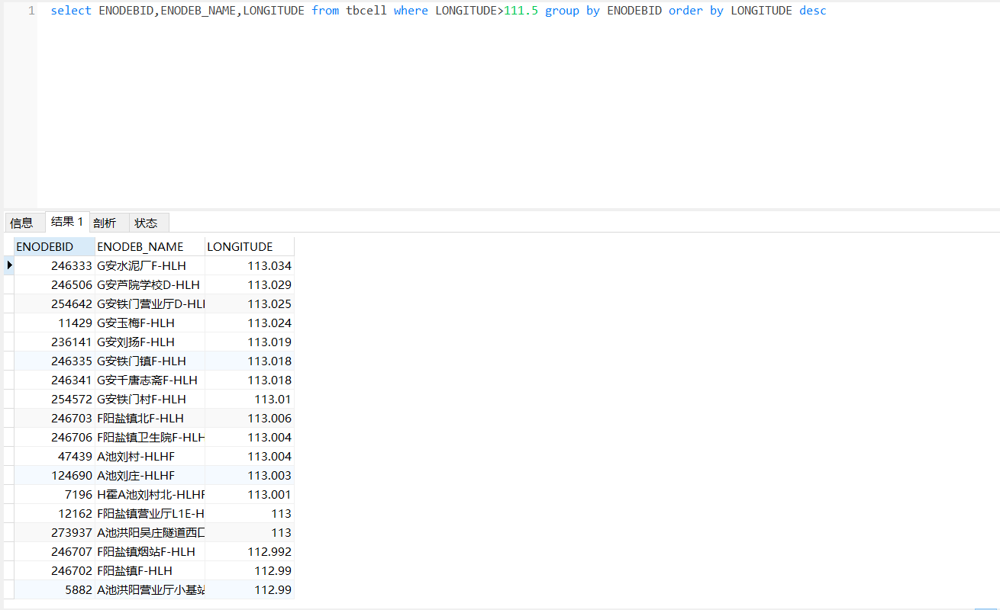 1 select ENODEBID,ENODEB_NAME,LONGITUDE from tbcell where LONGITUDE>111.5 group by ENODEBID order by LONGITUDE desc
信息 结果 1 剖析 状态
ENODEBID ENODEB_NAME LONGITUDE
246333 G安水泥厂F-HLH 113.034
246506 G安芦院学校D-HLH 113.029
254642 G安铁门营业厅D-HLH 113.025
11429 G安玉梅F-HLH 113.024
236141 G安刘扬F-HLH 113.019
246335 G安铁门镇F-HLH 113.018
246341 G安千唐志斋F-HLH 113.018
254572 G安铁门村F-HLH 113.01
246703 F阳盐镇北F-HLH 113.006
246706 F阳盐镇卫生院F-HLH 113.004
47439 A池刘村-HLHF 113.004
124690 A池刘庄-HLHF 113.003
7196 H霍A池刘村北-HLHF 113.001
12162 F阳盐镇营业厅L1E-H 113
273937 A池洪阳吴庄隧道西口 113
246707 F阳盐镇烟站F-HLH 112.992
246702 F阳盐镇F-HLH 112.99
5882 A池洪阳营业厅小基站 112.99